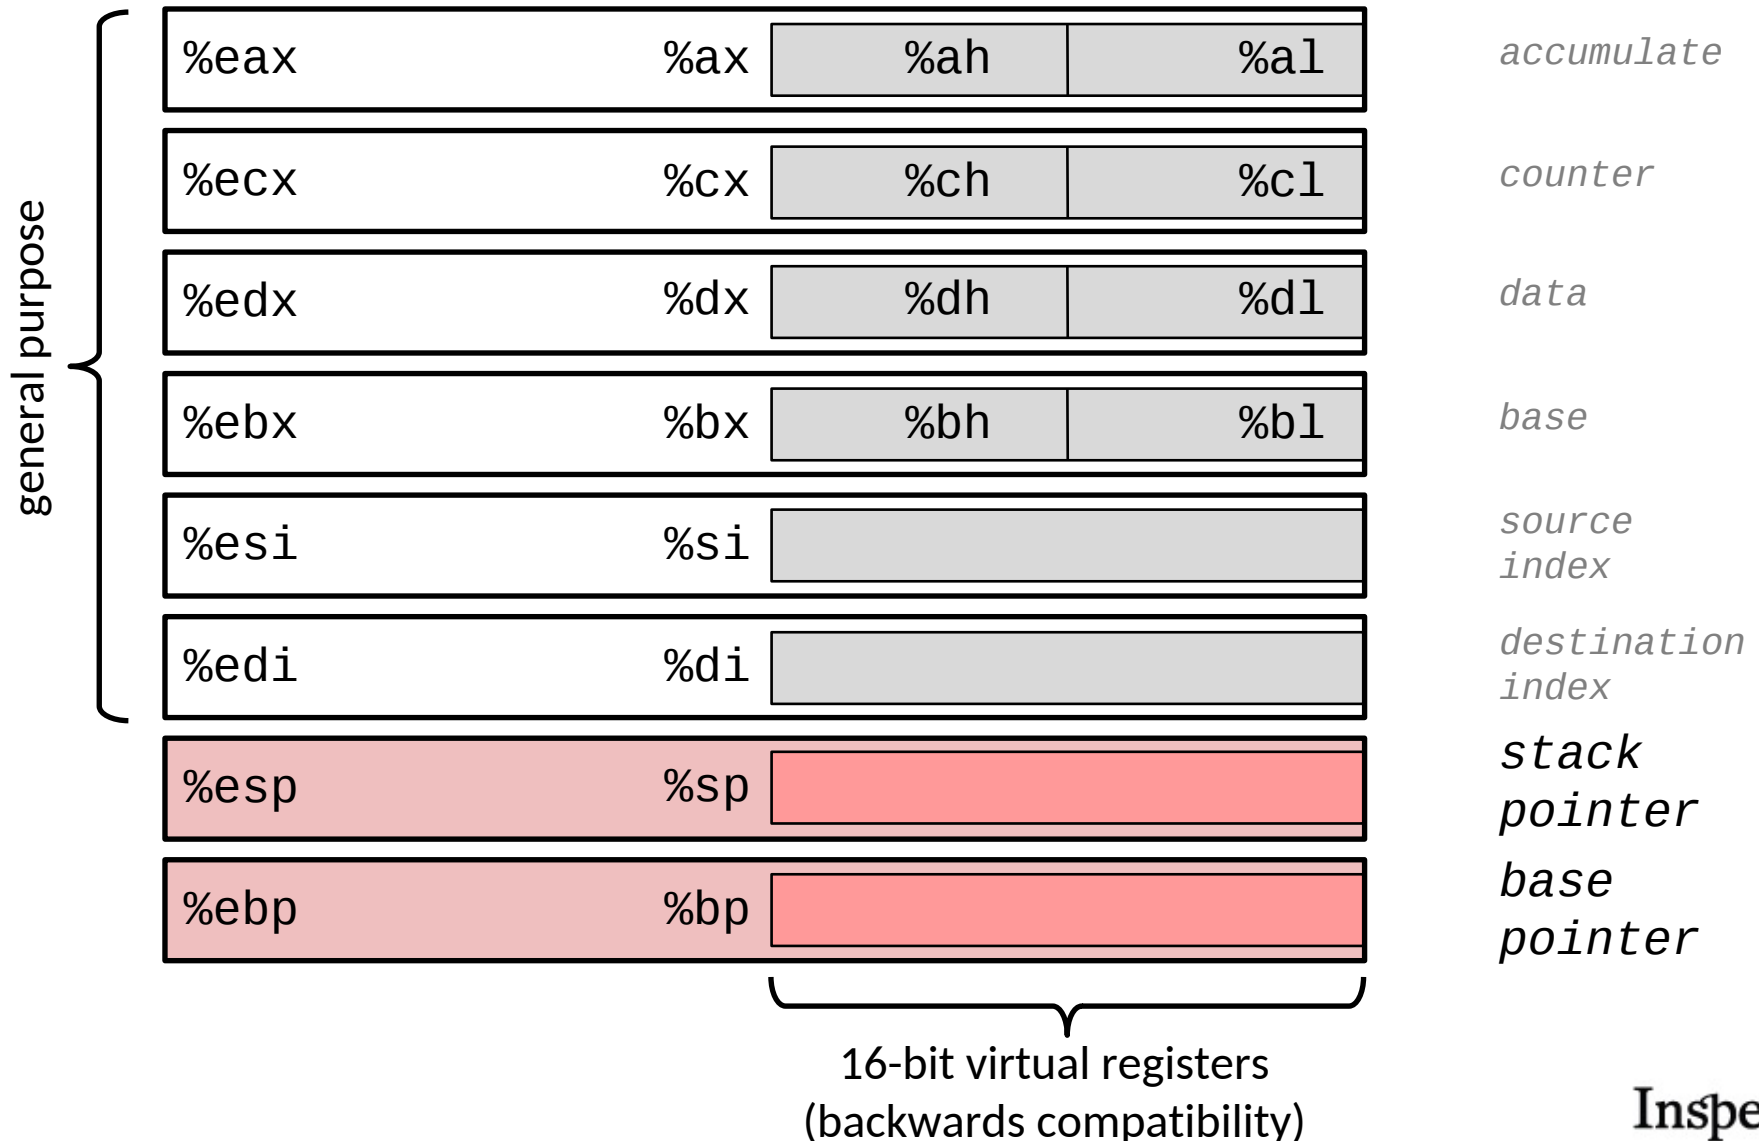 general purpose
%eax %ax %ah %al accumulate
%ecx %cx %ch %cl counter
%edx %dx %dh %dl data
%ebx %bx %bh %bl base
%esi %si source
index
%edi %di destination
index
%esp %sp stack
pointer
%ebp %bp base
pointer
16-bit virtual registers
(backwards compatibility)
Inspe